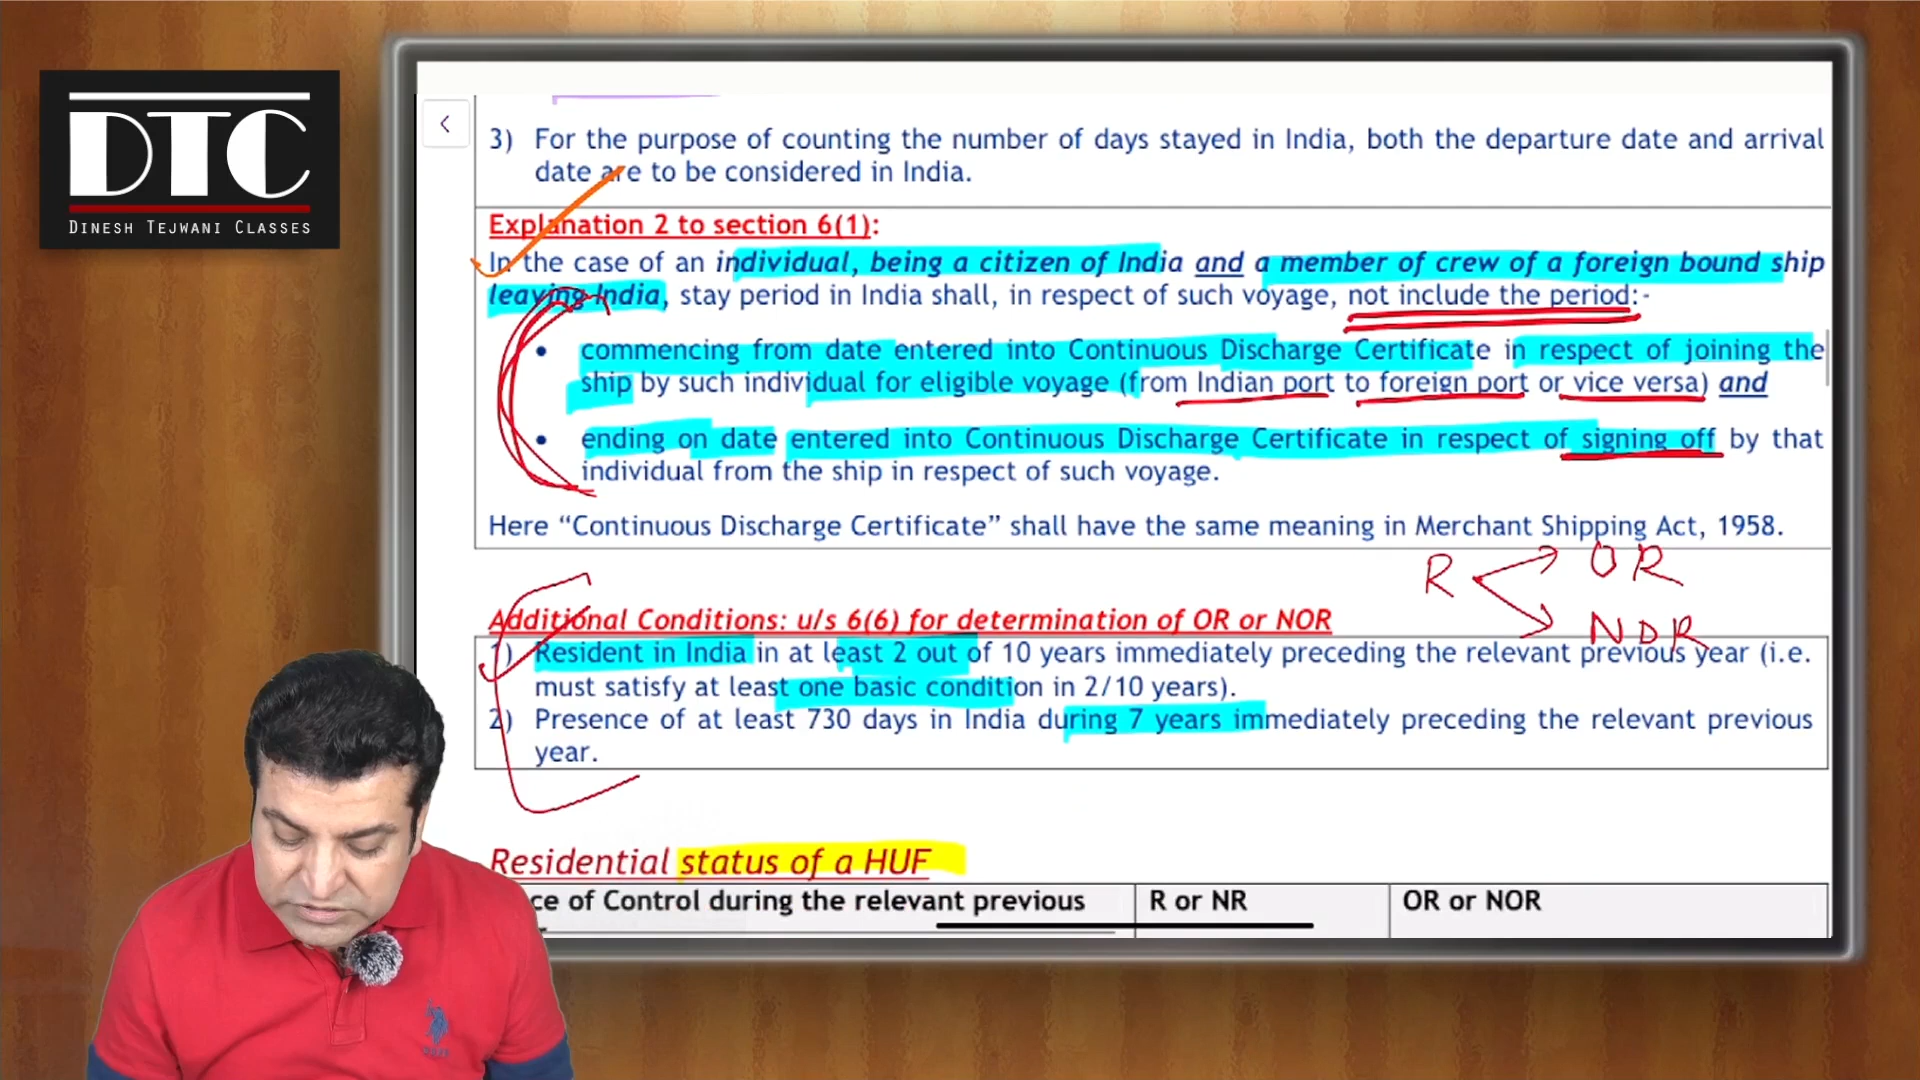 DTC
DINESH TEJWANI CLASSES
3) For the purpose of counting the number of days stayed in India, both the departure date and arrival
date are to be considered in India.
Explanation 2 to section 6(1):
In the case of an individual, being a citizen of India and a member of crew of a foreign bound ship
leaving India, stay period in India shall, in respect of such voyage, not include the period:-
• commencing from date entered into Continuous Discharge Certificate in respect of joining the
ship by such individual for eligible voyage (from Indian port to foreign port or vice versa) and
• ending on date entered into Continuous Discharge Certificate in respect of signing off by that
individual from the ship in respect of such voyage.
Here “Continuous Discharge Certificate” shall have the same meaning in Merchant Shipping Act, 1958.
R OR
NOR
Additional Conditions: u/s 6(6) for determination of OR or NOR
1) Resident in India in at least 2 out of 10 years immediately preceding the relevant previous year (i.e.
must satisfy at least one basic condition in 2/10 years).
2) Presence of at least 730 days in India during 7 years immediately preceding the relevant previous
year.
Residential status of a HUF
ce of Control during the relevant previous R or NR OR or NOR